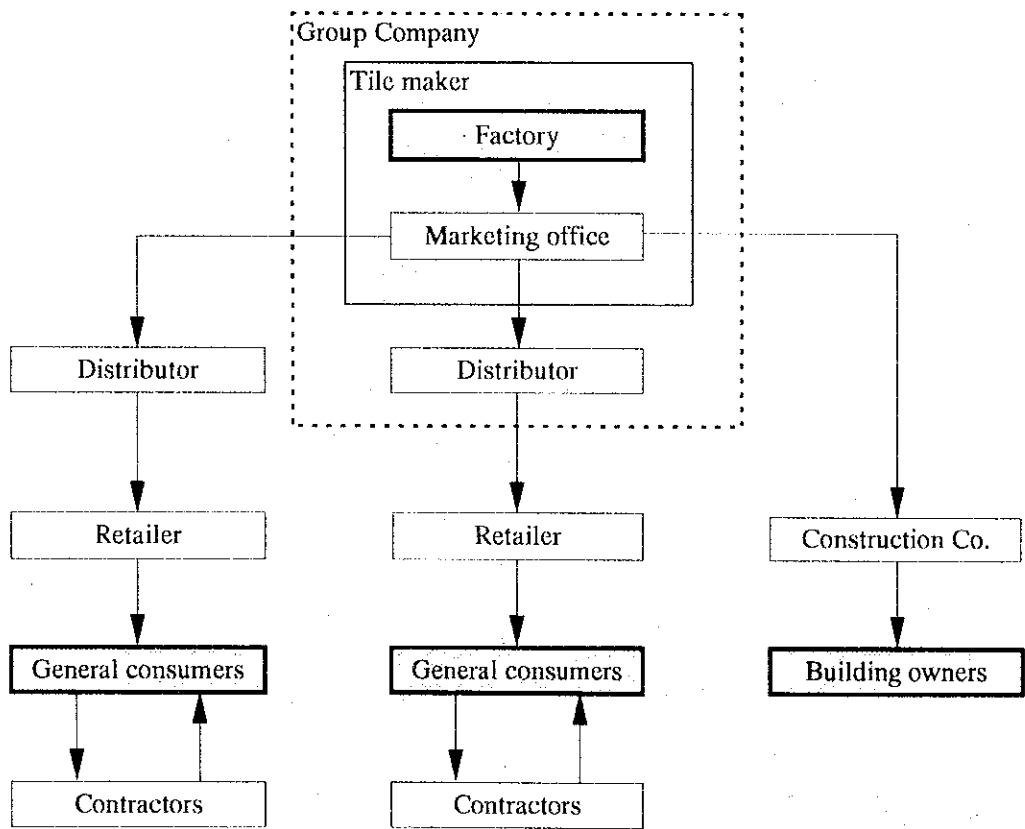 Group Company
Tile maker
Factory
Marketing office
Distributor
Distributor
Retailer
Retailer
Construction Co.
General consumers
General consumers
Building owners
Contractors
Contractors